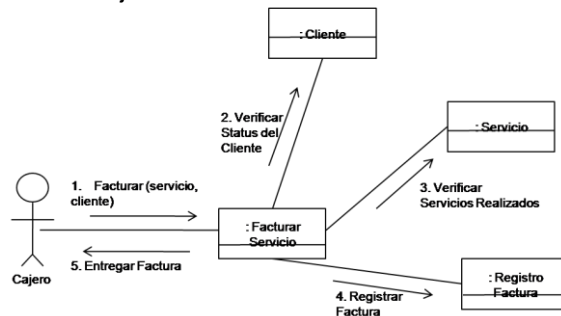 : Cliente
2. Verificar
Status del
Cliente
: Servicio
1. Facturar (servicio,
cliente)
3. Verificar
Servicios Realizados
: Facturar
Servicio
5. Entregar Factura
Cajero
: Registro
Factura
4. Registrar
Factura